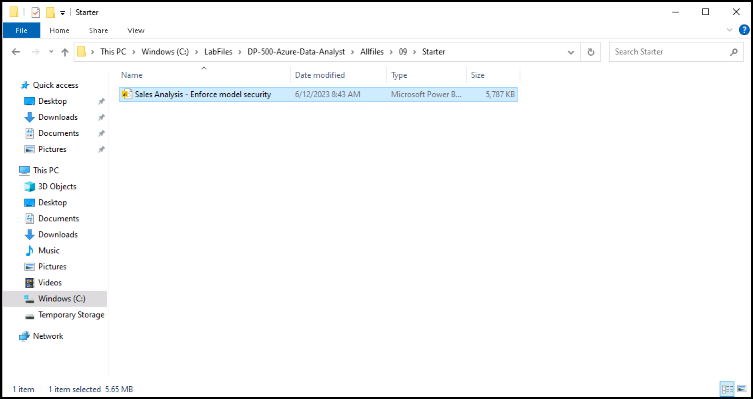 Starter
File Home Share View
This PC Windows (C:) LabFiles DP-500-Azure-Data-Analyst Allfiles 09 Starter Search Starter
Name Date modified Type Size
Sales Analysis - Enforce model security 6/12/2023 8:43 AM Microsoft Power B... 5,787 KB
Quick access
Desktop
Downloads
Documents
Pictures
This PC
3D Objects
Desktop
Documents
Downloads
Music
Pictures
Videos
Windows (C:)
Temporary Storage
Network
1 item 1 item selected 5.65 MB